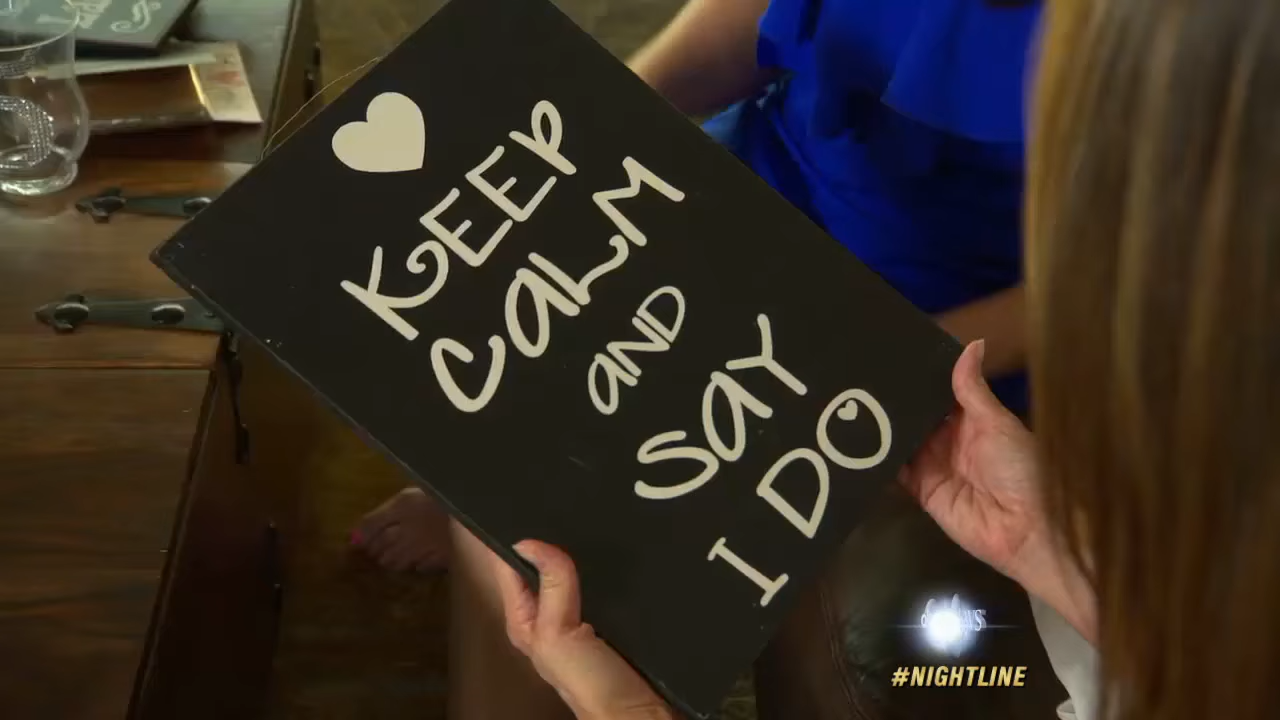 KEEP
CALM
AND
SAY
I DO
#NIGHTLINE